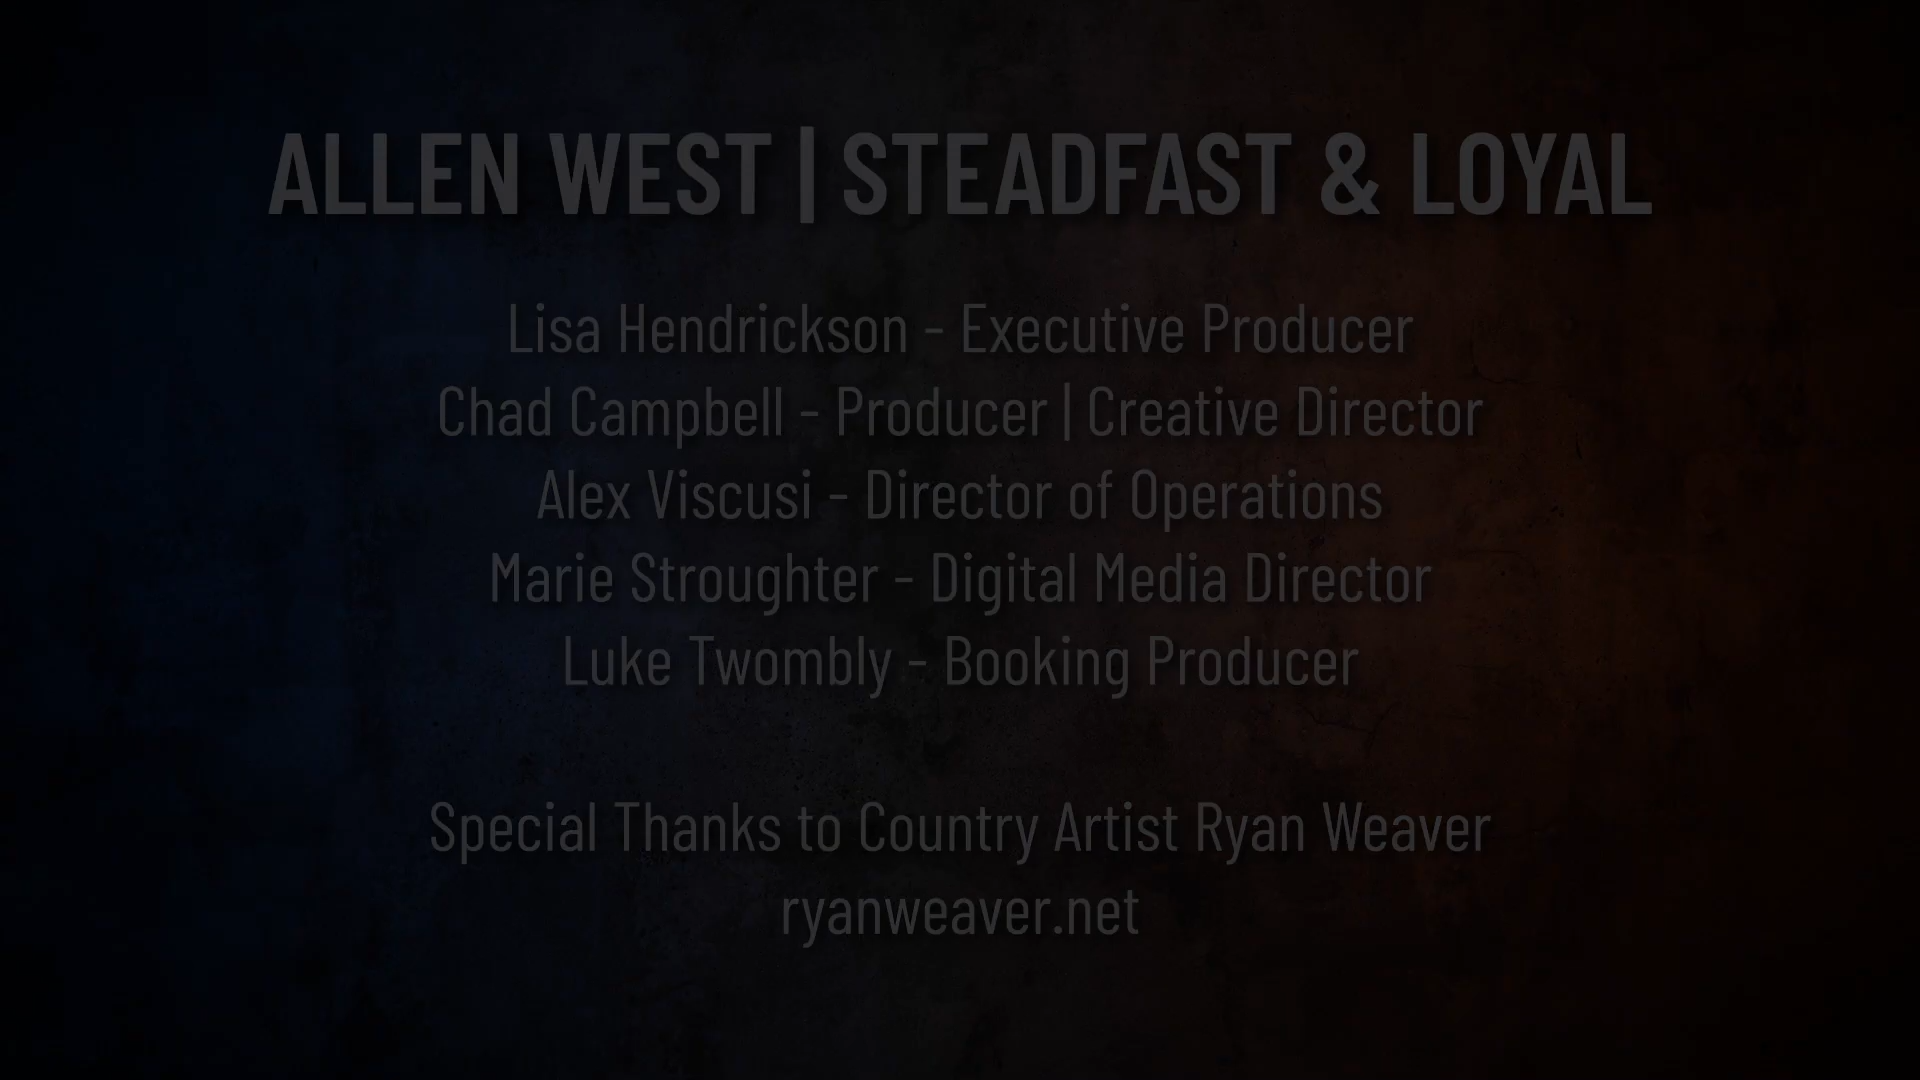 ALLEN WEST | STEADFAST & LOYAL
Lisa Hendrickson - Executive Producer
Chad Campbell - Producer | Creative Director
Alex Viscusi - Director of Operations
Marie Stroughter - Digital Media Director
Luke Twombly - Booking Producer
Special Thanks to Country Artist Ryan Weaver
ryanweaver.net